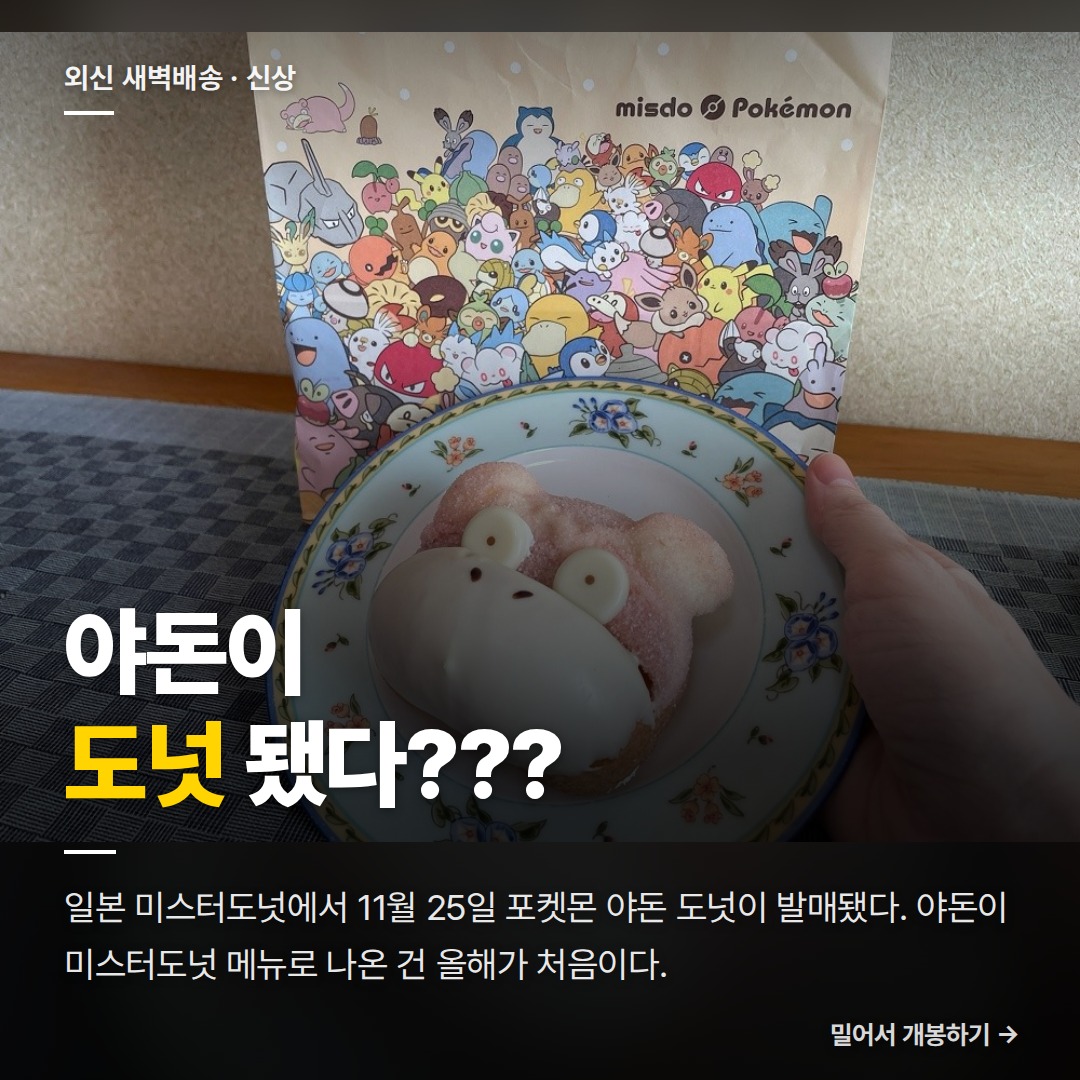 외신 새벽배송 · 신상
misdo Pokémon
야돈이
도넛 됐다???
일본 미스터도넛에서 11월 25일 포켓몬 야돈 도넛이 발매됐다. 야돈이
미스터도넛 메뉴로 나온 건 올해가 처음이다.
밀어서 개봉하기 →